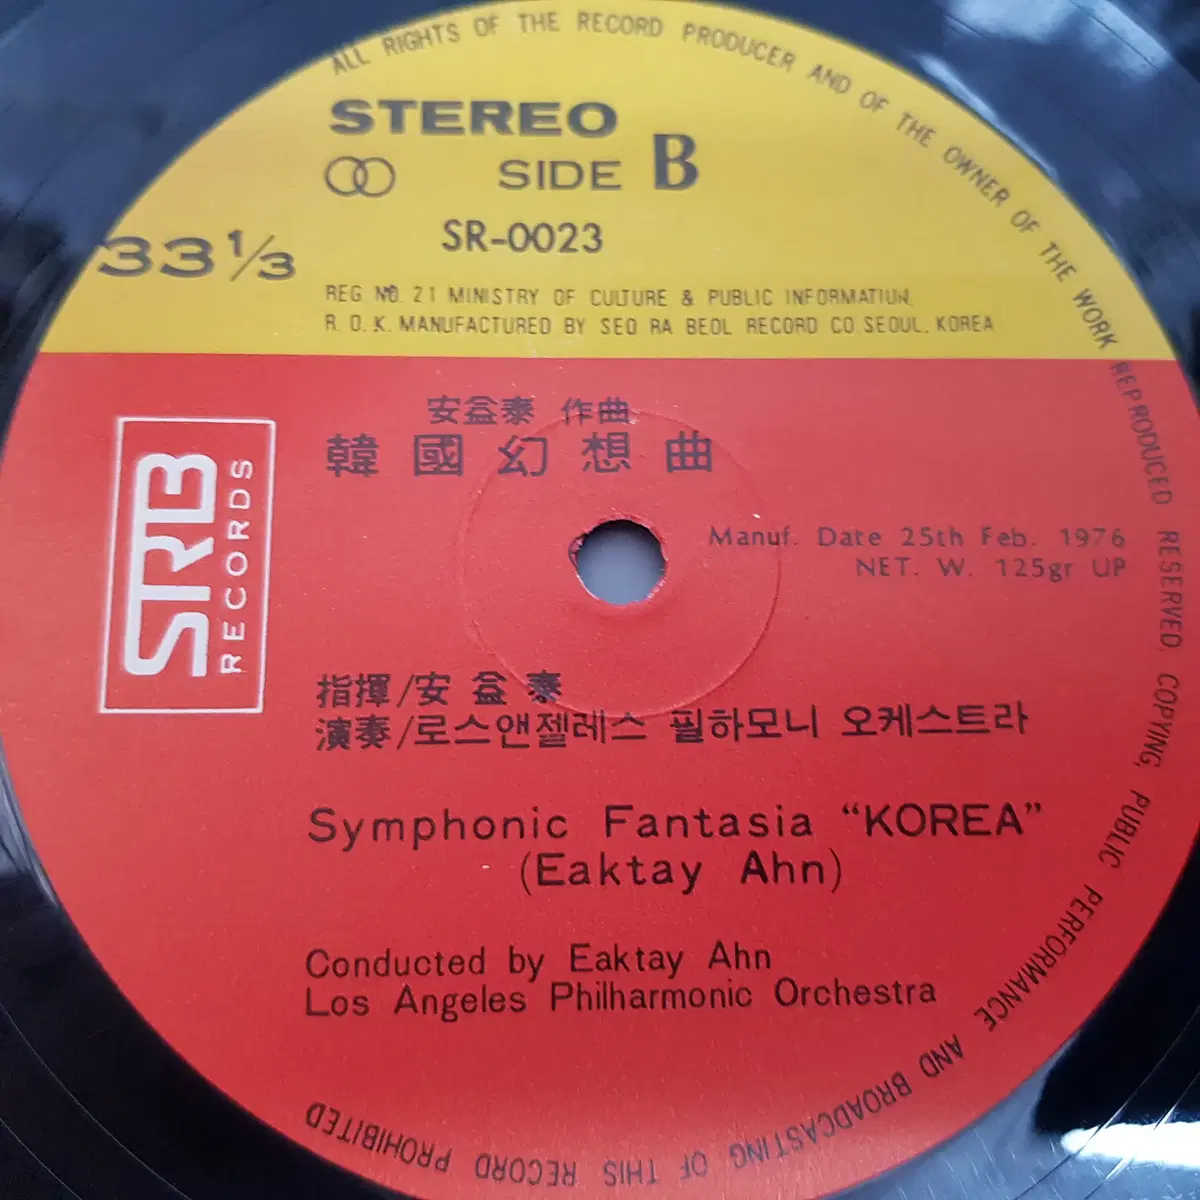 ALL RIGHTS OF THE RECORD PRODUCER AND OF THE OWNER OF THE WORK REPRODUCED RESERVED. COPYING, PUBLIC PERFORMANCE AND BROADCASTING OF THIS RECORD PROHIBITED
STEREO
SIDE B
33 1/3
SR-0023
REG NO. 21 MINISTRY OF CULTURE & PUBLIC INFORMATIUN.
R. O. K. MANUFACTURED BY SEO RA BEOL RECORD CO. SEOUL. KOREA
安益泰 作曲
韓國幻想曲
SRB
RECORDS
Manuf. Date 25th Feb. 1976
NET. W. 125gr UP
指揮/安益泰
演奏/로스앤젤레스 필하모니 오케스트라
Symphonic Fantasia “KOREA”
(Eaktay Ahn)
Conducted by Eaktay Ahn
Los Angeles Philharmonic Orchestra